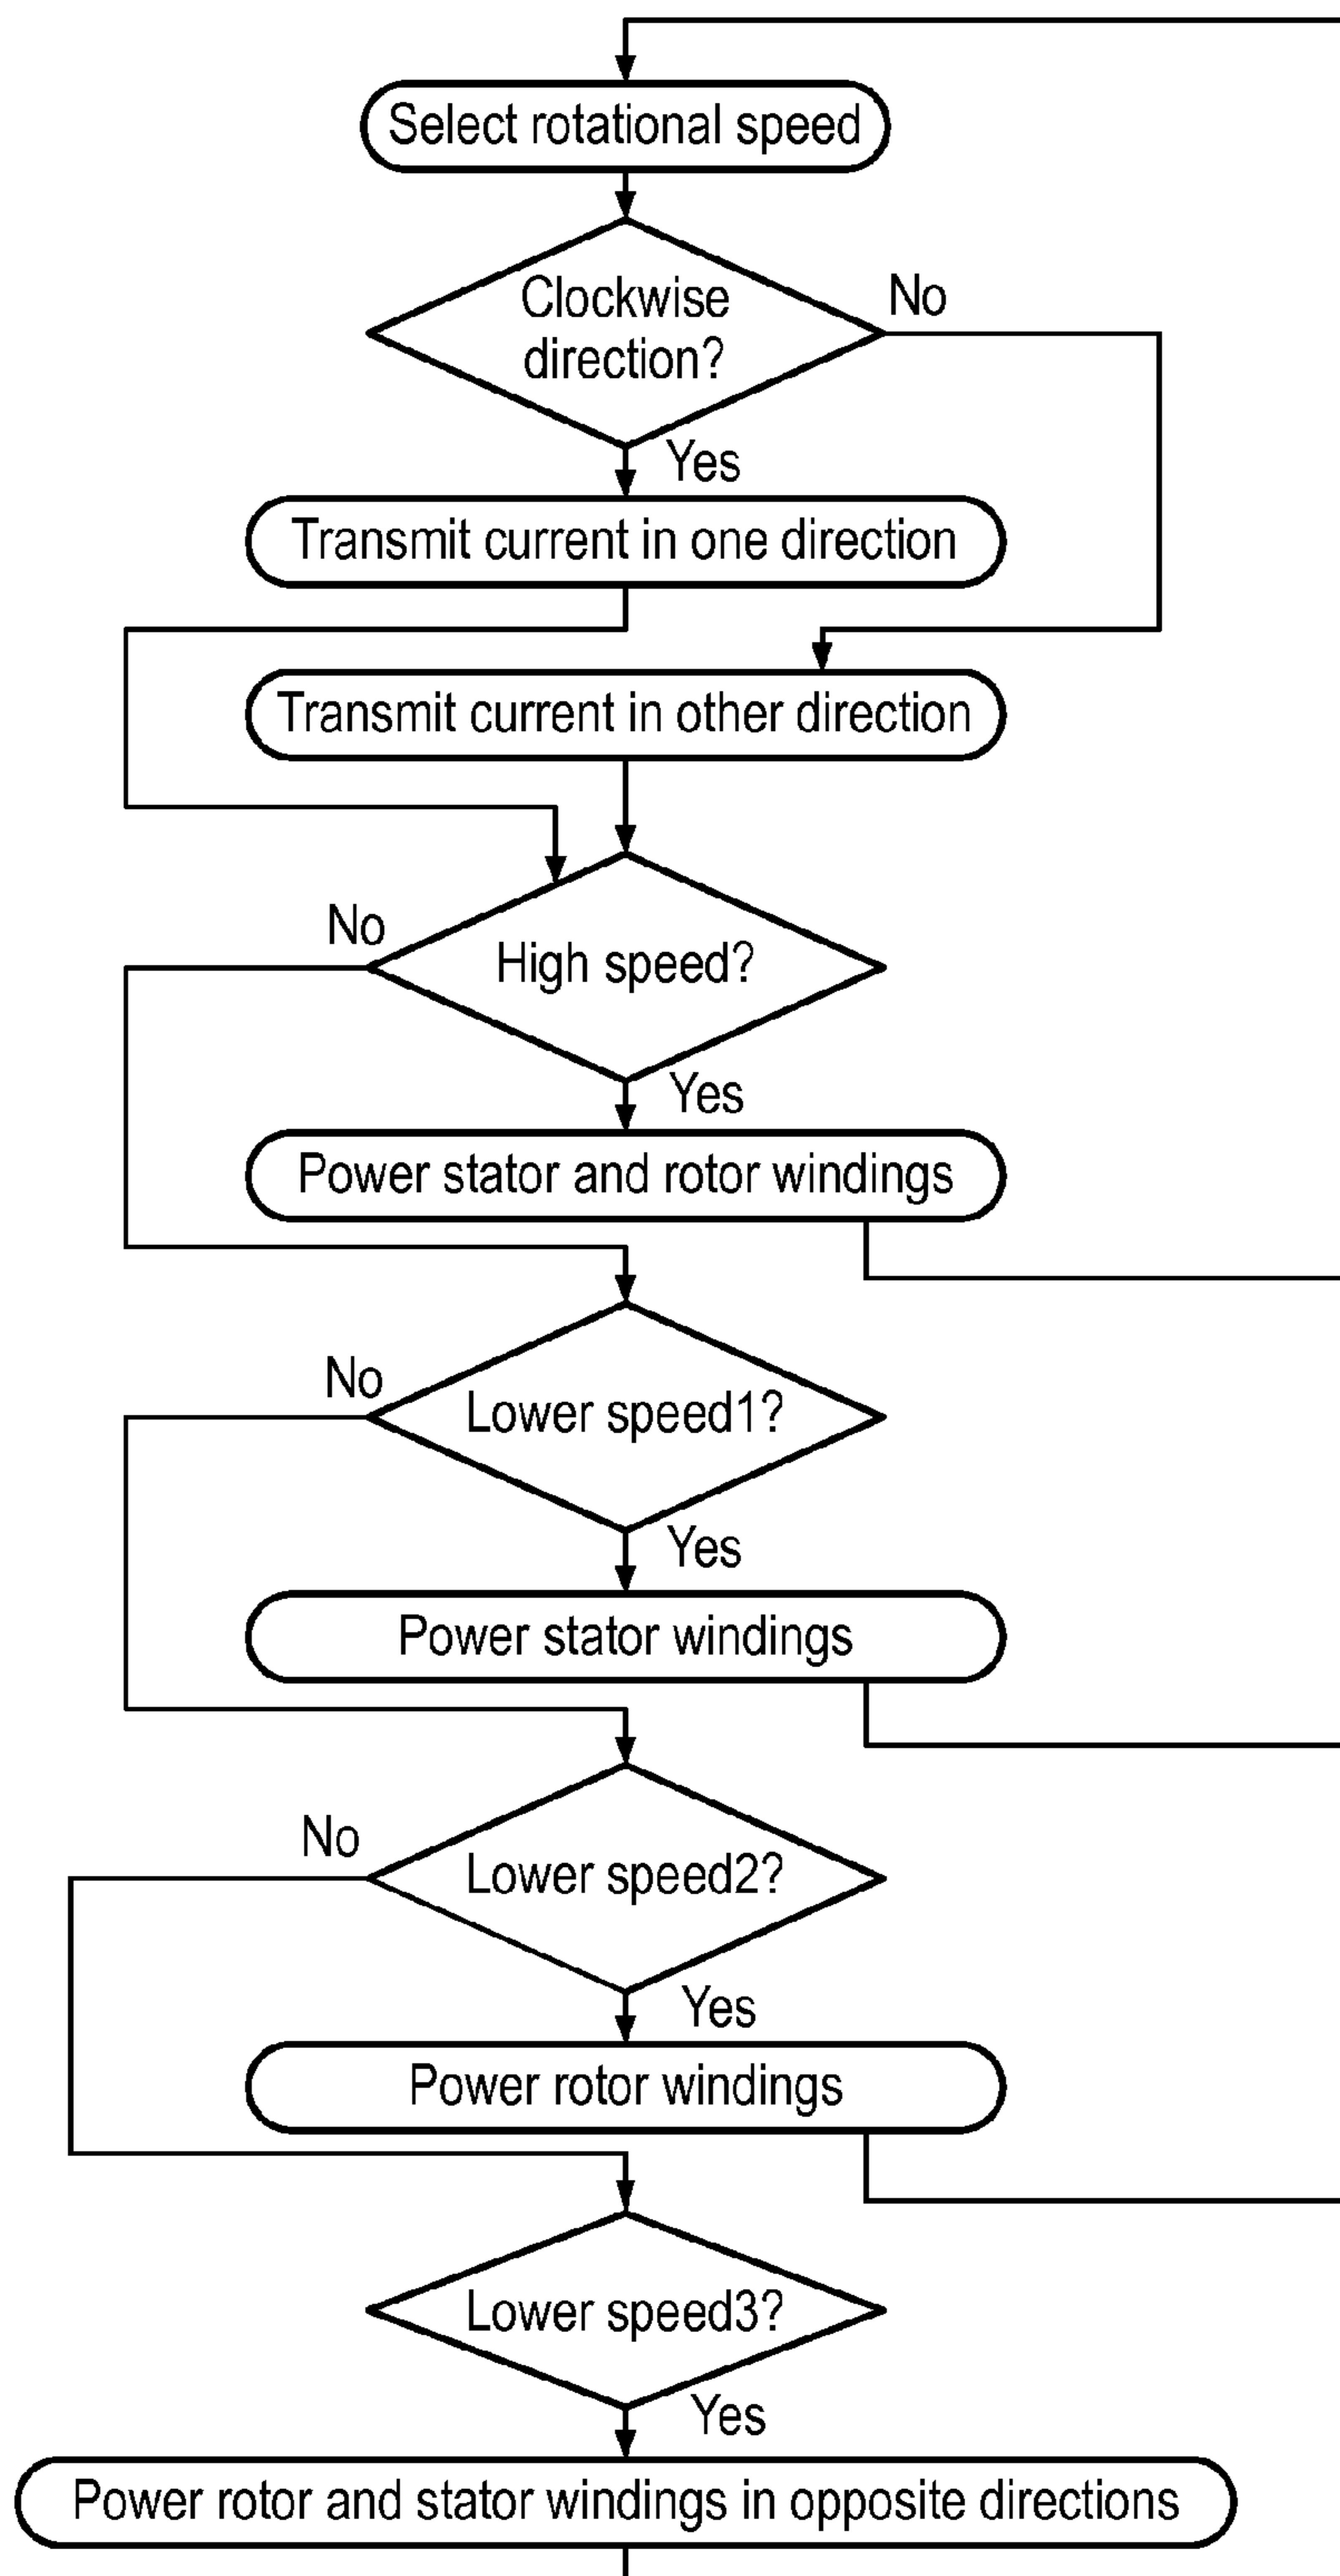 Select rotational speed
Clockwise
direction?
No
Yes
Transmit current in one direction
Transmit current in other direction
No
High speed?
Yes
Power stator and rotor windings
No
Lower speed1?
Yes
Power stator windings
No
Lower speed2?
Yes
Power rotor windings
Lower speed3?
Yes
Power rotor and stator windings in opposite directions